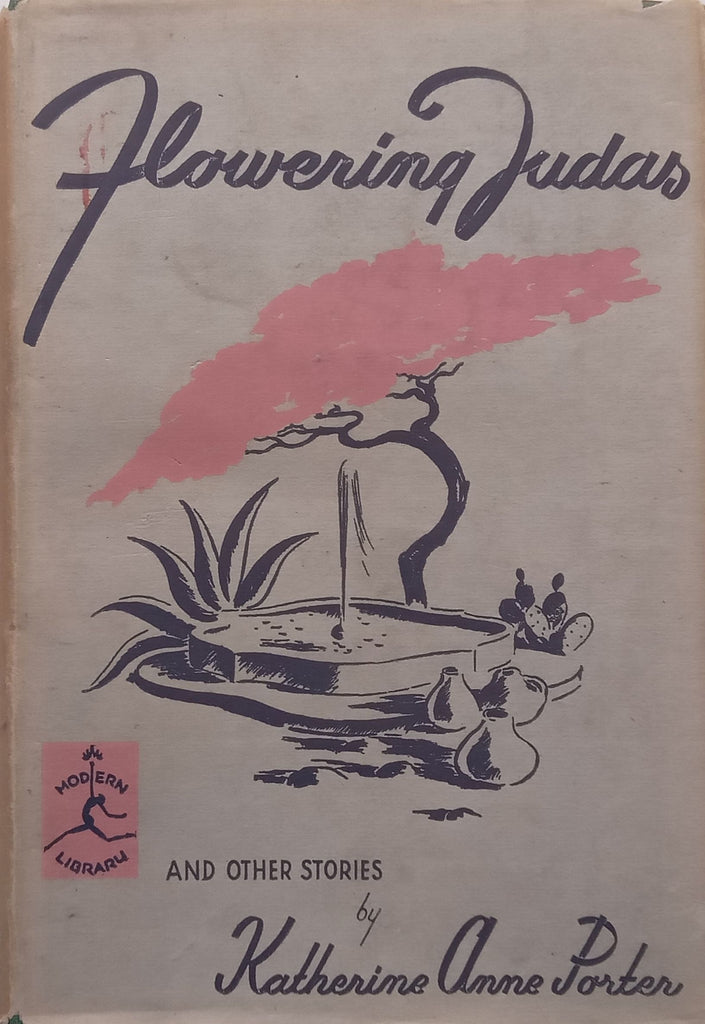 Flowering Judas
MODERN
LIBRARY
AND OTHER STORIES
by
Katherine Anne Porter